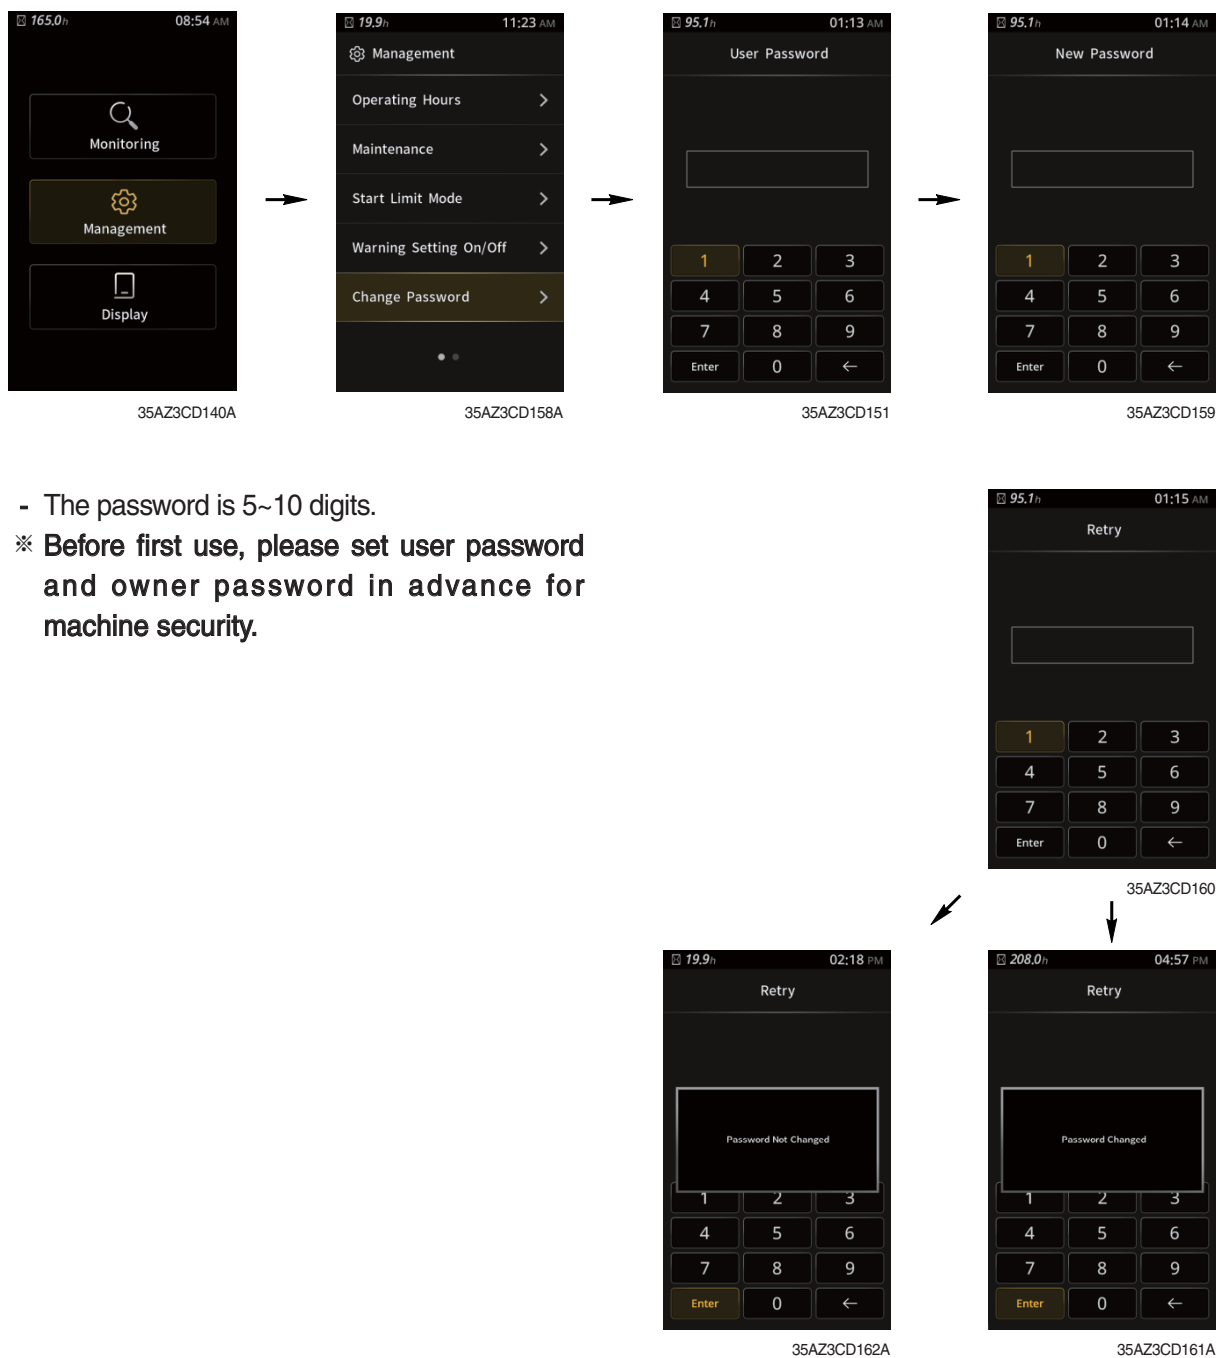 165.0h 08:54 AM
Monitoring
Management
Display
35AZ3CD140A
19.9h 11:23 AM
Management
Operating Hours
Maintenance
Start Limit Mode
Warning Setting On/Off
Change Password
35AZ3CD158A
95.1h 01:13 AM
User Password
1 2 3
4 5 6
7 8 9
Enter 0 ←
35AZ3CD151
95.1h 01:14 AM
New Password
1 2 3
4 5 6
7 8 9
Enter 0 ←
35AZ3CD159
- The password is 5~10 digits.
※ Before first use, please set user password
and owner password in advance for
machine security.
95.1h 01:15 AM
Retry
1 2 3
4 5 6
7 8 9
Enter 0 ←
35AZ3CD160
19.9h 02:18 PM
Retry
Password Not Changed
1 2 3
4 5 6
7 8 9
Enter 0 ←
35AZ3CD162A
208.0h 04:57 PM
Retry
Password Changed
1 2 3
4 5 6
7 8 9
Enter 0 ←
35AZ3CD161A